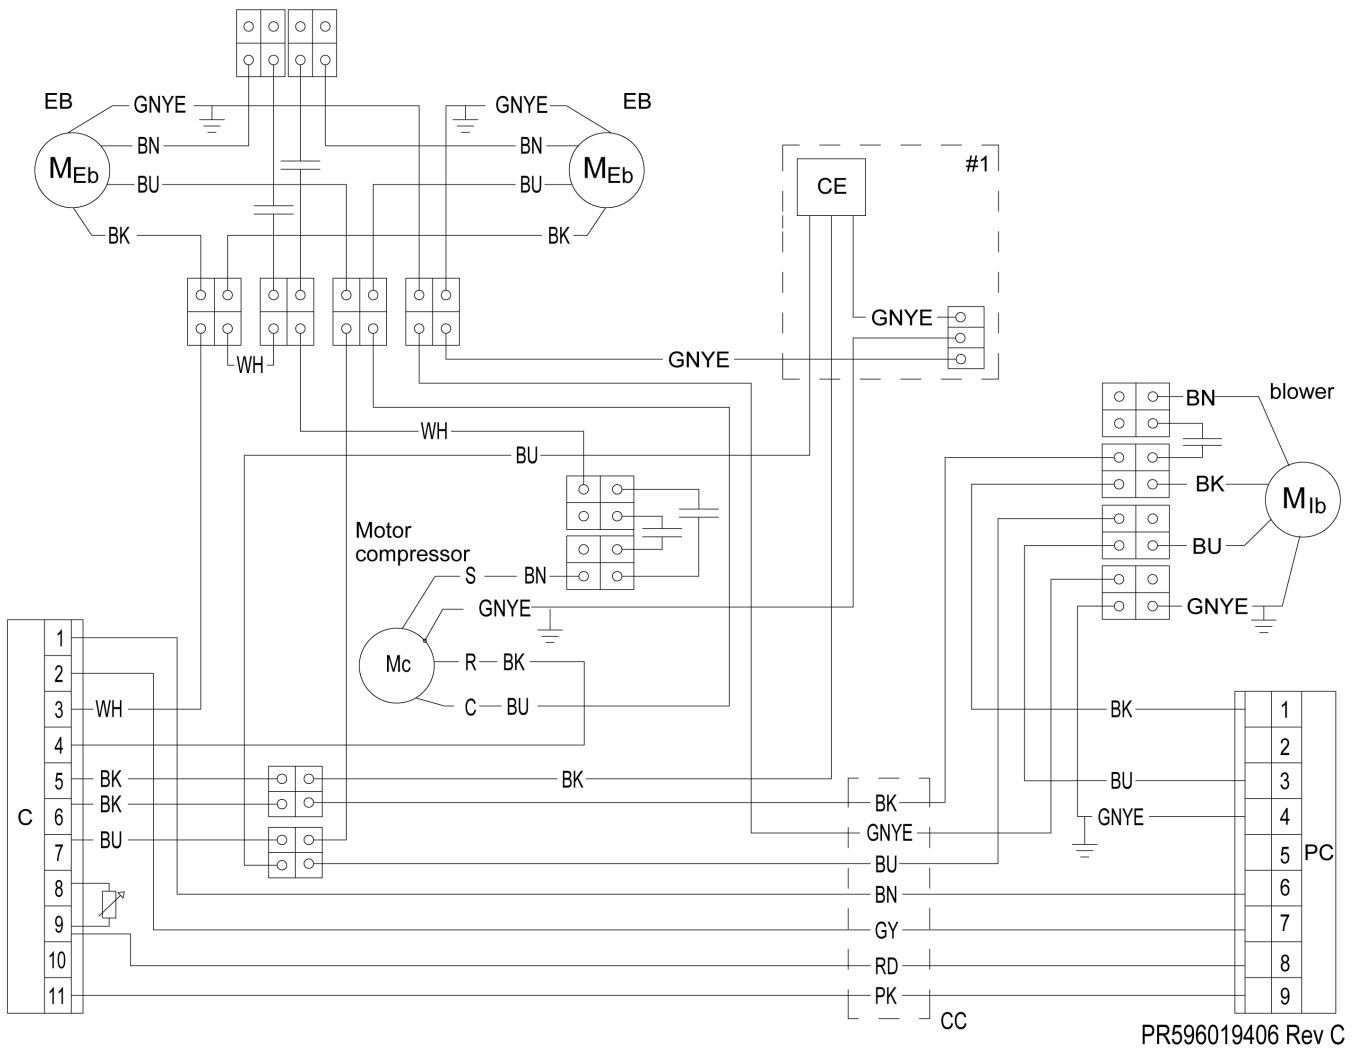 EB
GNYE
GNYE
EB
BN
BN
#1
MEb
BU
BU
MEb
CE
BK
BK
GNYE
WH
GNYE
BN
blower
WH
BU
BK
MIb
Motor
compressor
BU
S
BN
GNYE
GNYE
1
Mc
R
BK
2
3
WH
C
BU
BK
1
4
2
5
BK
BK
BU
3
6
BK
BK
C
GNYE
4
7
BU
GNYE
5
PC
8
BU
BN
6
9
GY
7
10
RD
8
11
PK
9
CC
PR596019406 Rev C